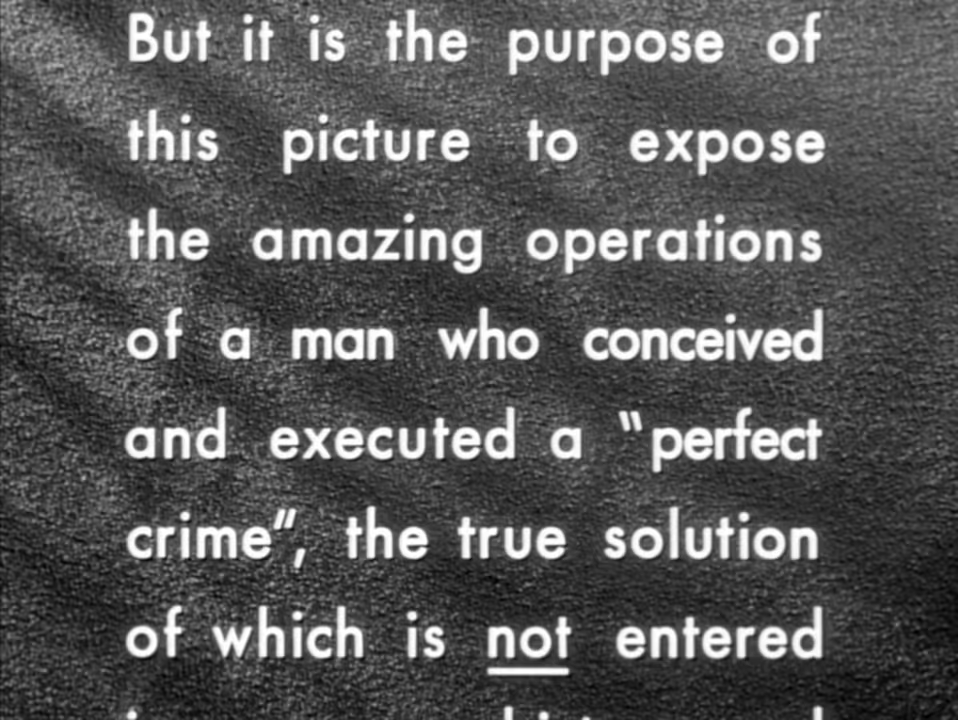 But it is the purpose of
this picture to expose
the amazing operations
of a man who conceived
and executed a "perfect
crime", the true solution
of which is not entered